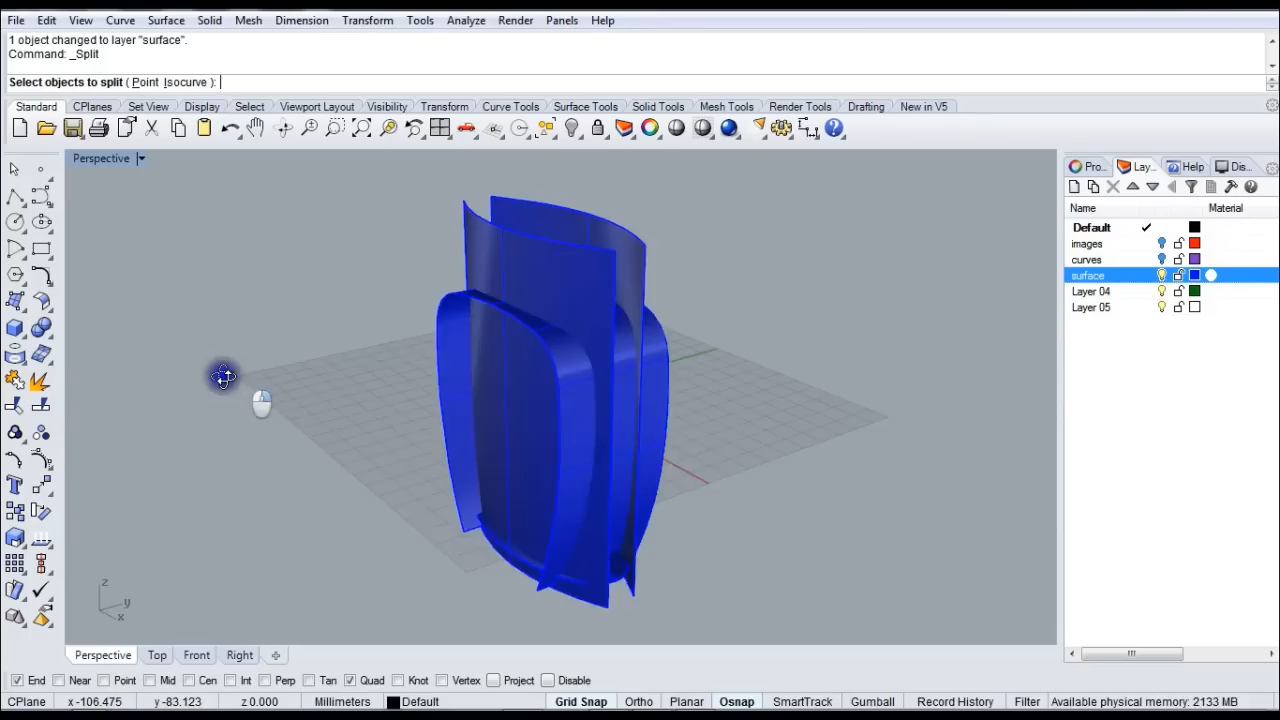 File Edit View Curve Surface Solid Mesh Dimension Transform Tools Analyze Render Panels Help
1 object changed to layer "surface".
Command: _Split
Select objects to split ( Point Isocurve ):
Standard CPlanes Set View Display Select Viewport Layout Visibility Transform Curve Tools Surface Tools Solid Tools Mesh Tools Render Tools Drafting New in V5
Perspective
Pro... Lay... Help Dis...
Name Material
Default
images
curves
surface
Layer 04
Layer 05
z
y
x
Perspective Top Front Right
End Near Point Mid Cen Int Perp Tan Quad Knot Vertex Project Disable
CPlane x -106.475 y -83.123 z 0.000 Millimeters Default Grid Snap Ortho Planar Osnap SmartTrack Gumball Record History Filter Available physical memory: 2133 MB